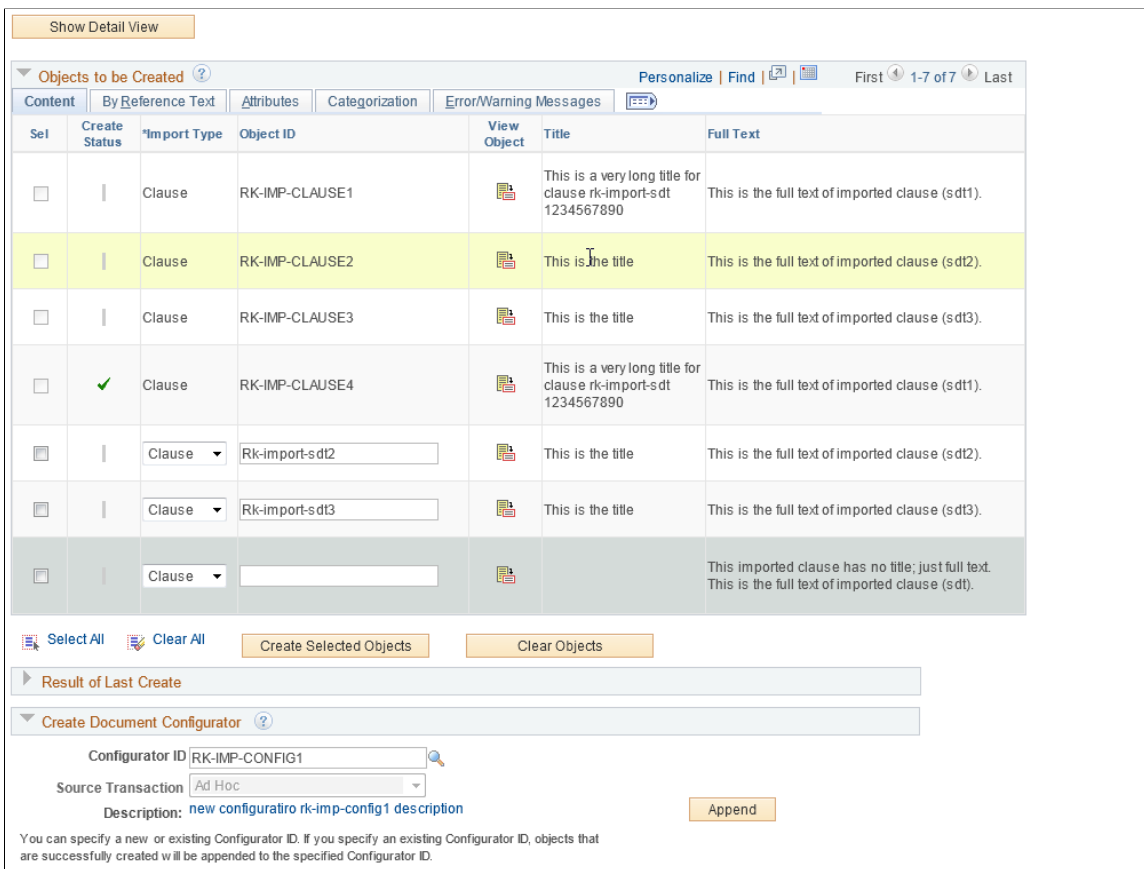 Show Detail View
Objects to be Created
Personalize | Find | | First 1-7 of 7 Last
Content By Reference Text Attributes Categorization Error/Warning Messages
Sel Create Status *Import Type Object ID View Object Title Full Text
Clause RK-IMP-CLAUSE1 This is a very long title for clause rk-import-sdt 1234567890 This is the full text of imported clause (sdt1).
Clause RK-IMP-CLAUSE2 This is the title This is the full text of imported clause (sdt2).
Clause RK-IMP-CLAUSE3 This is the title This is the full text of imported clause (sdt3).
Clause RK-IMP-CLAUSE4 This is a very long title for clause rk-import-sdt 1234567890 This is the full text of imported clause (sdt1).
Clause Rk-import-sdt2 This is the title This is the full text of imported clause (sdt2).
Clause Rk-import-sdt3 This is the title This is the full text of imported clause (sdt3).
Clause This imported clause has no title; just full text. This is the full text of imported clause (sdt).
Select All Clear All Create Selected Objects Clear Objects
Result of Last Create
Create Document Configurator
Configurator ID RK-IMP-CONFIG1
Source Transaction Ad Hoc
Description: new configuratiro rk-imp-config1 description Append
You can specify a new or existing Configurator ID. If you specify an existing Configurator ID, objects that
are successfully created will be appended to the specified Configurator ID.